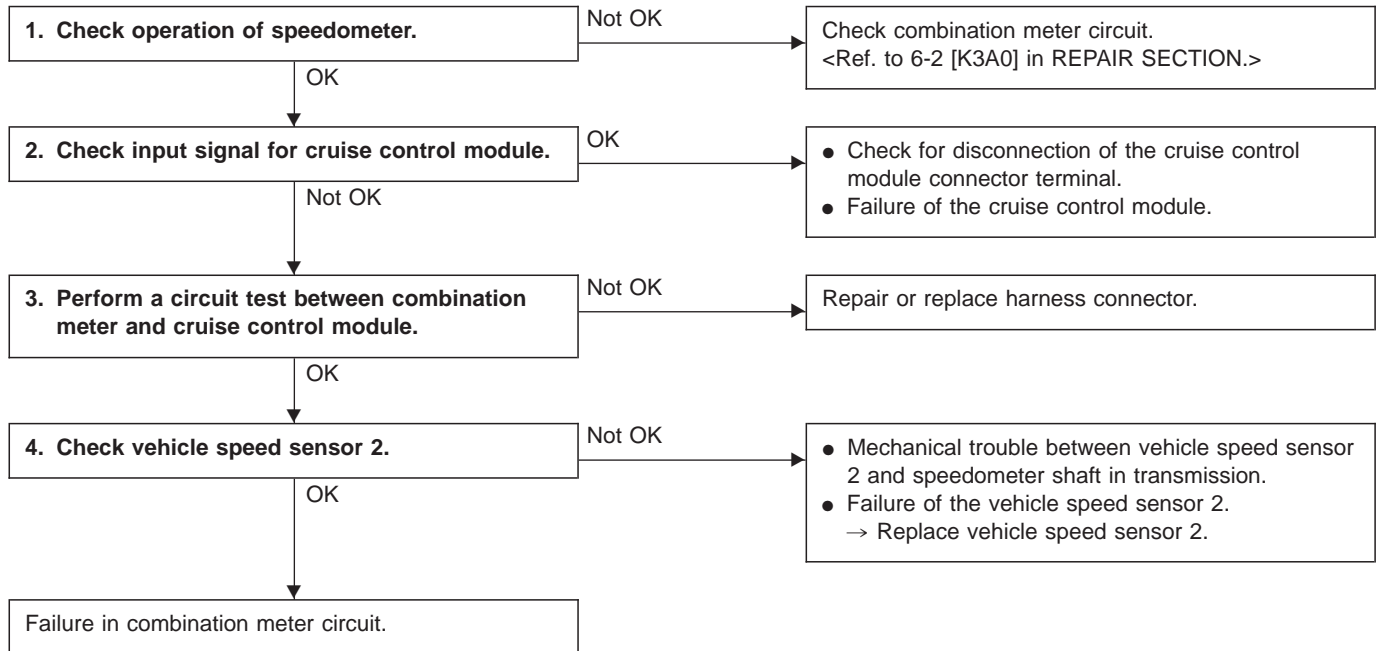 1. Check operation of speedometer.
Not OK
Check combination meter circuit.
<Ref. to 6-2 [K3A0] in REPAIR SECTION.>
OK
2. Check input signal for cruise control module.
OK
● Check for disconnection of the cruise control
module connector terminal.
● Failure of the cruise control module.
Not OK
3. Perform a circuit test between combination
meter and cruise control module.
Not OK
Repair or replace harness connector.
OK
4. Check vehicle speed sensor 2.
Not OK
● Mechanical trouble between vehicle speed sensor
2 and speedometer shaft in transmission.
● Failure of the vehicle speed sensor 2.
→ Replace vehicle speed sensor 2.
OK
Failure in combination meter circuit.